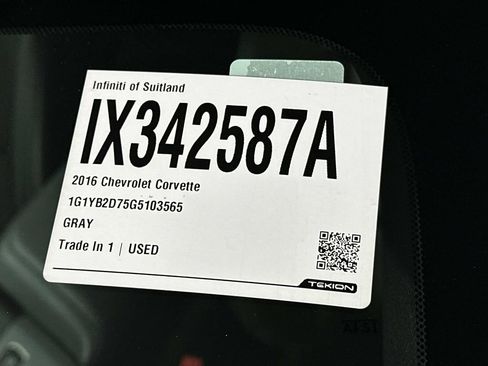 Infiniti of Suitland
IX342587A
2016 Chevrolet Corvette
1G1YB2D75G5103565
GRAY
Trade In 1 | USED
TEKION